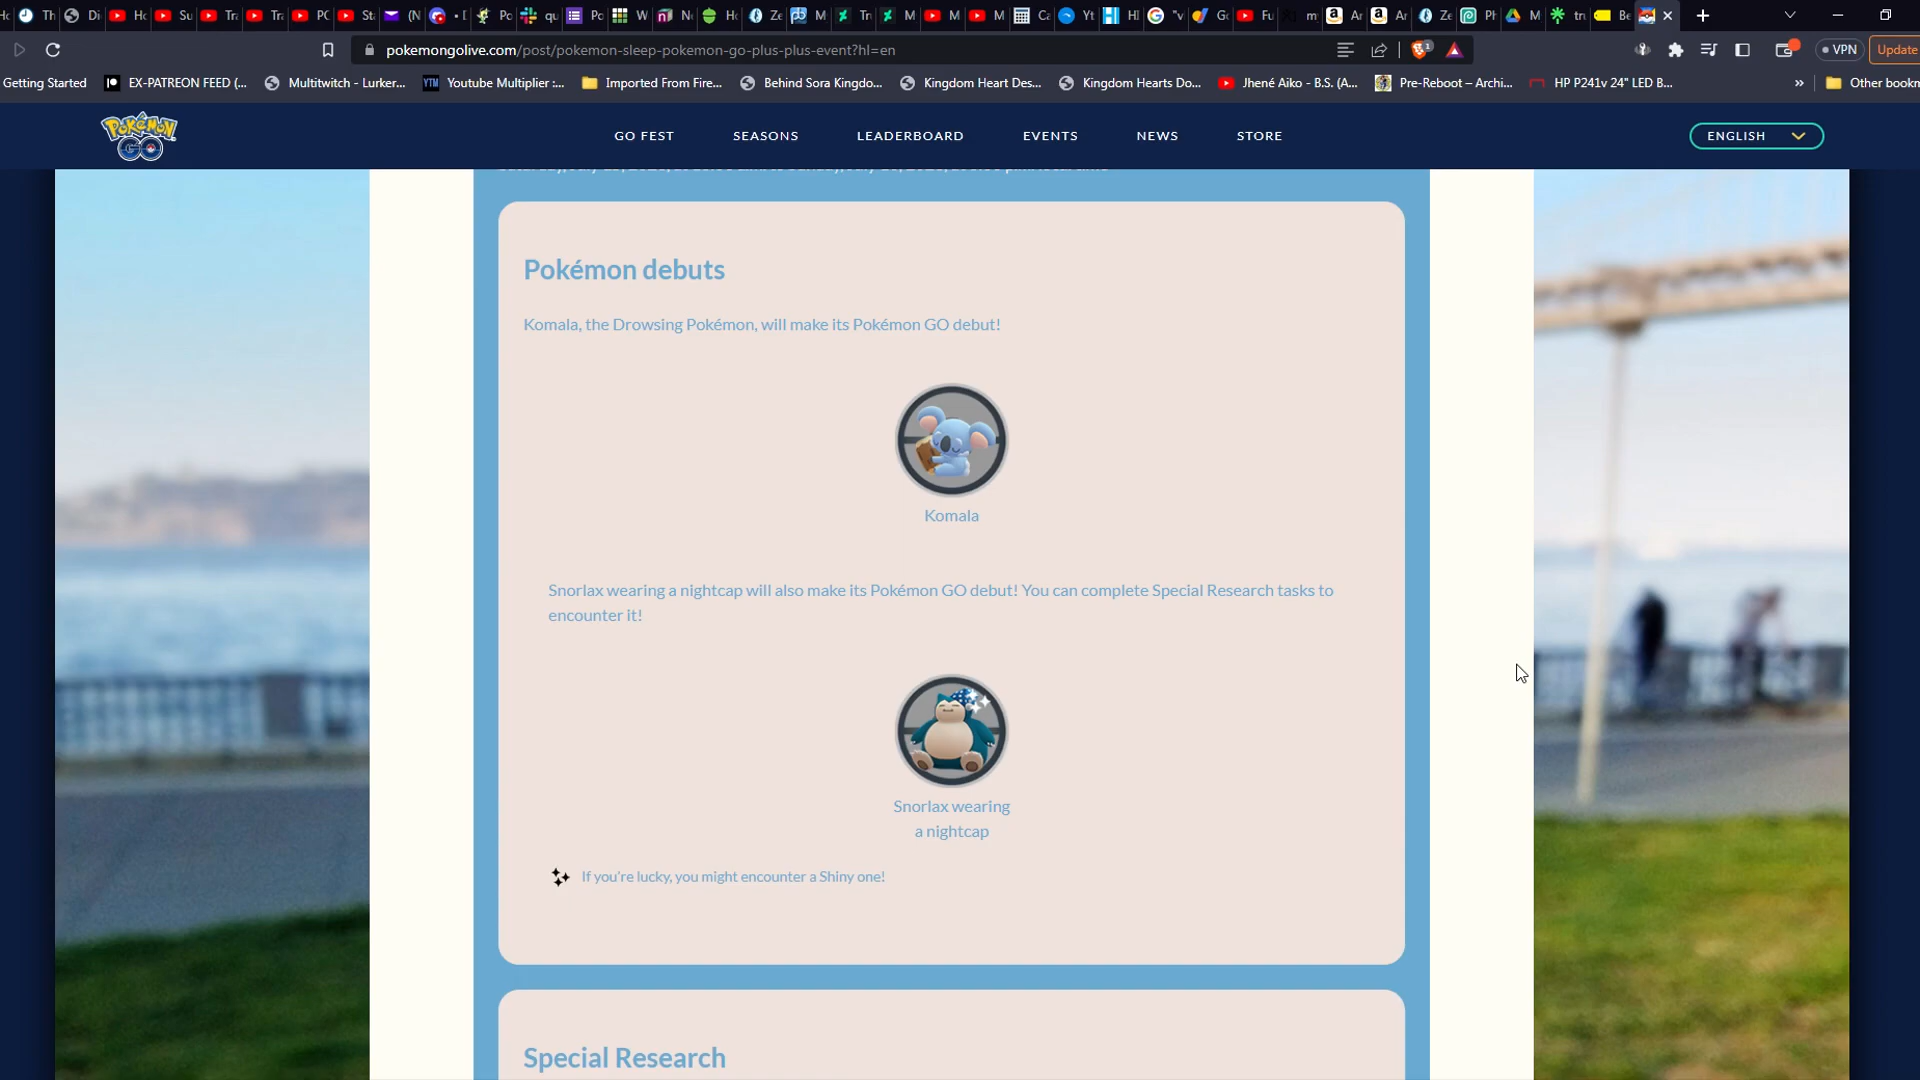 pokemongolive.com/post/pokemon-sleep-pokemon-go-plus-plus-event?hl=en
VPN
Update
Getting Started
EX-PATREON FEED (...
Multitwitch - Lurker...
Youtube Multiplier :...
Imported From Fire...
Behind Sora Kingdo...
Kingdom Heart Des...
Kingdom Hearts Do...
Jhené Aiko - B.S. (A...
Pre-Reboot – Archi...
HP P241v 24" LED B...
»
Other bookn
POKÉMON GO
GO FEST
SEASONS
LEADERBOARD
EVENTS
NEWS
STORE
ENGLISH
Pokémon debuts
Komala, the Drowsing Pokémon, will make its Pokémon GO debut!
Komala
Snorlax wearing a nightcap will also make its Pokémon GO debut! You can complete Special Research tasks to
encounter it!
Snorlax wearing
a nightcap
If you're lucky, you might encounter a Shiny one!
Special Research